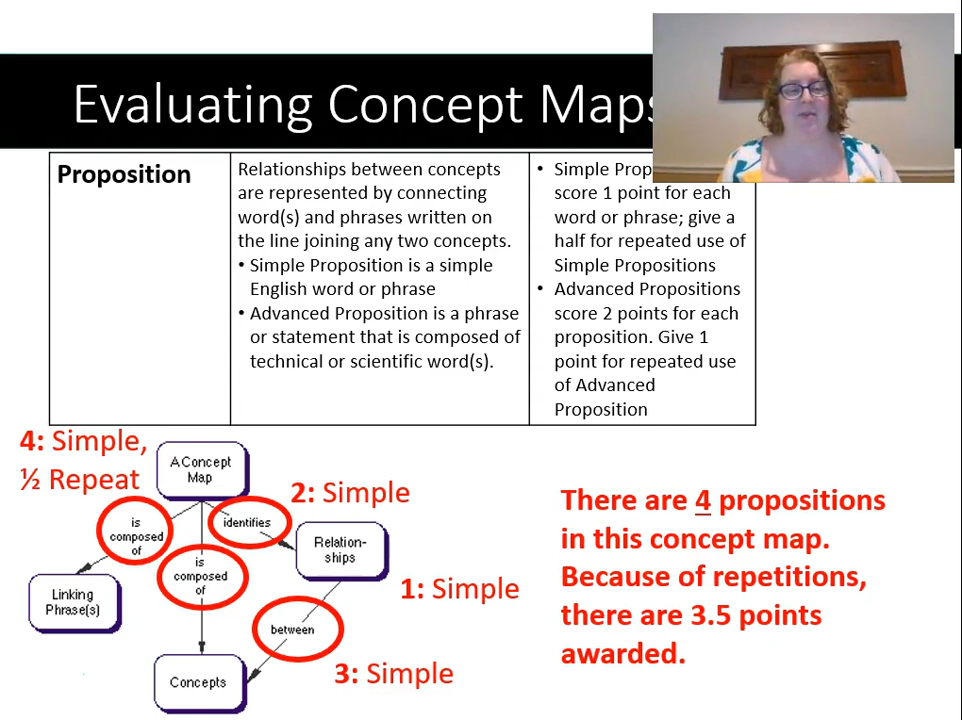 Evaluating Concept Maps
Proposition
Relationships between concepts
are represented by connecting
word(s) and phrases written on
the line joining any two concepts.
• Simple Proposition is a simple
English word or phrase
• Advanced Proposition is a phrase
or statement that is composed of
technical or scientific word(s).
• Simple Prop
score 1 point for each
word or phrase; give a
half for repeated use of
Simple Propositions
• Advanced Propositions
score 2 points for each
proposition. Give 1
point for repeated use
of Advanced
Proposition
4: Simple,
½ Repeat
A Concept
Map
2: Simple
is
composed
of
identifies
is
composed
of
Relation-
ships
Linking
Phrase(s)
1: Simple
between
3: Simple
Concepts
There are 4 propositions
in this concept map.
Because of repetitions,
there are 3.5 points
awarded.